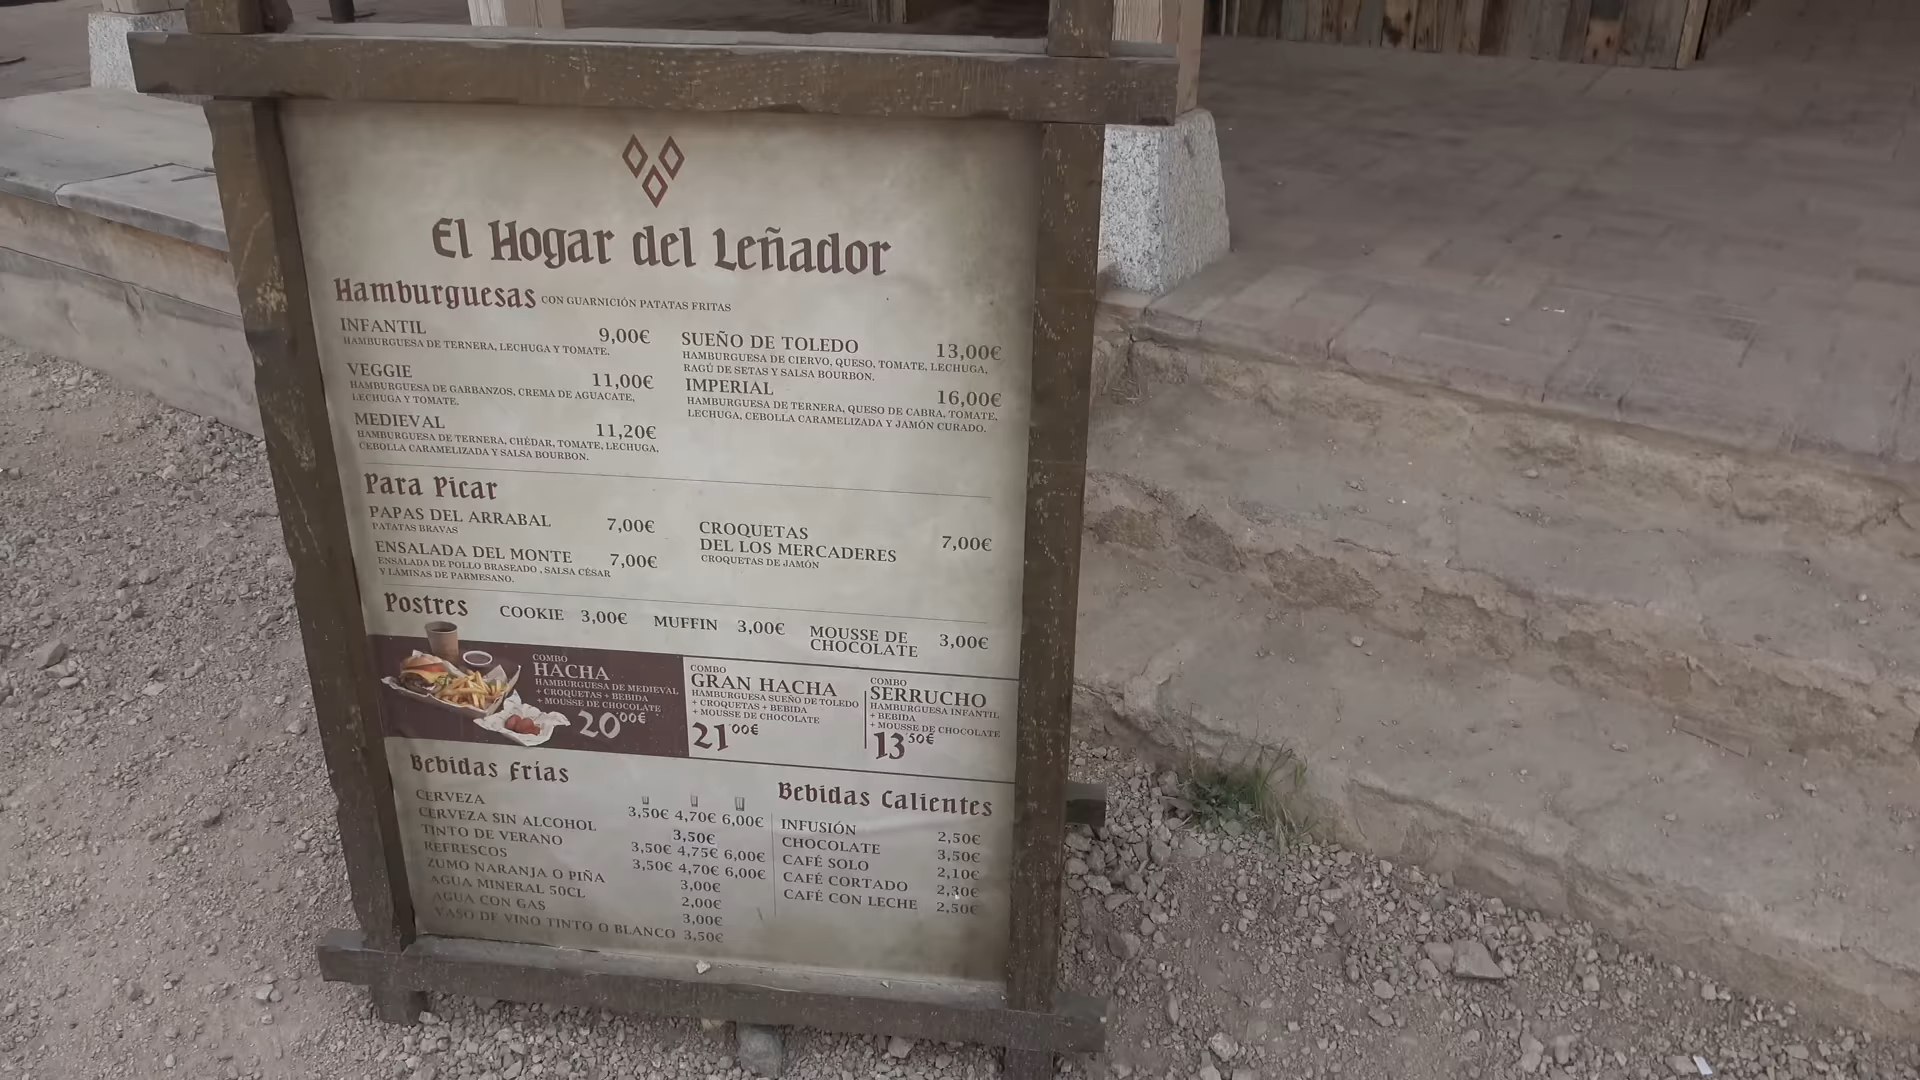 El Hogar del Leñador
Hamburguesas CON GUARNICIÓN PATATAS FRITAS
INFANTIL 9,00€
HAMBURGUESA DE TERNERA, LECHUGA Y TOMATE.
VEGGIE 11,00€
HAMBURGUESA DE GARBANZOS, CREMA DE AGUACATE,
LECHUGA Y TOMATE.
MEDIEVAL 11,20€
HAMBURGUESA DE TERNERA, CHÉDAR, TOMATE, LECHUGA,
CEBOLLA CARAMELIZADA Y SALSA BOURBON.
SUEÑO DE TOLEDO 13,00€
HAMBURGUESA DE CIERVO, QUESO, TOMATE, LECHUGA,
RAGÚ DE SETAS Y SALSA BOURBON.
IMPERIAL 16,00€
HAMBURGUESA DE TERNERA, QUESO DE CABRA, TOMATE,
LECHUGA, CEBOLLA CARAMELIZADA Y JAMÓN CURADO.
Para Picar
PAPAS DEL ARRABAL 7,00€
PATATAS BRAVAS
ENSALADA DEL MONTE 7,00€
ENSALADA DE POLLO BRASEADO , SALSA CÉSAR
Y LÁMINAS DE PARMESANO.
CROQUETAS
DEL LOS MERCADERES 7,00€
CROQUETAS DE JAMÓN
Postres COOKIE 3,00€ MUFFIN 3,00€ MOUSSE DE
CHOCOLATE 3,00€
COMBO
HACHA
HAMBURGUESA DE MEDIEVAL
+ CROQUETAS + BEBIDA
+ MOUSSE DE CHOCOLATE
20'00€
COMBO
GRAN HACHA
HAMBURGUESA SUEÑO DE TOLEDO
+ CROQUETAS + BEBIDA
+ MOUSSE DE CHOCOLATE
21'00€
COMBO
SERRUCHO
HAMBURGUESA INFANTIL
+ BEBIDA
+ MOUSSE DE CHOCOLATE
13'50€
Bebidas Frías
CERVEZA 3,50€ 4,70€ 6,00€
CERVEZA SIN ALCOHOL 3,50€
TINTO DE VERANO 3,50€ 4,75€ 6,00€
REFRESCOS 3,50€ 4,70€ 6,00€
ZUMO NARANJA O PIÑA 3,00€
AGUA MINERAL 50CL 2,00€
AGUA CON GAS 3,00€
VASO DE VINO TINTO O BLANCO 3,50€
Bebidas Calientes
INFUSIÓN 2,50€
CHOCOLATE 3,50€
CAFÉ SOLO 2,10€
CAFÉ CORTADO 2,30€
CAFÉ CON LECHE 2,50€